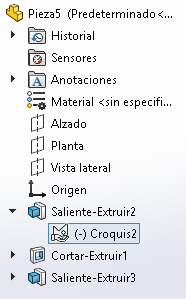 Pieza5 (Predeterminado<...
Historial
Sensores
Anotaciones
Material <sin especifi...
Alzado
Planta
Vista lateral
Origen
Saliente-Extruir2
(-) Croquis2
Cortar-Extruir1
Saliente-Extruir3